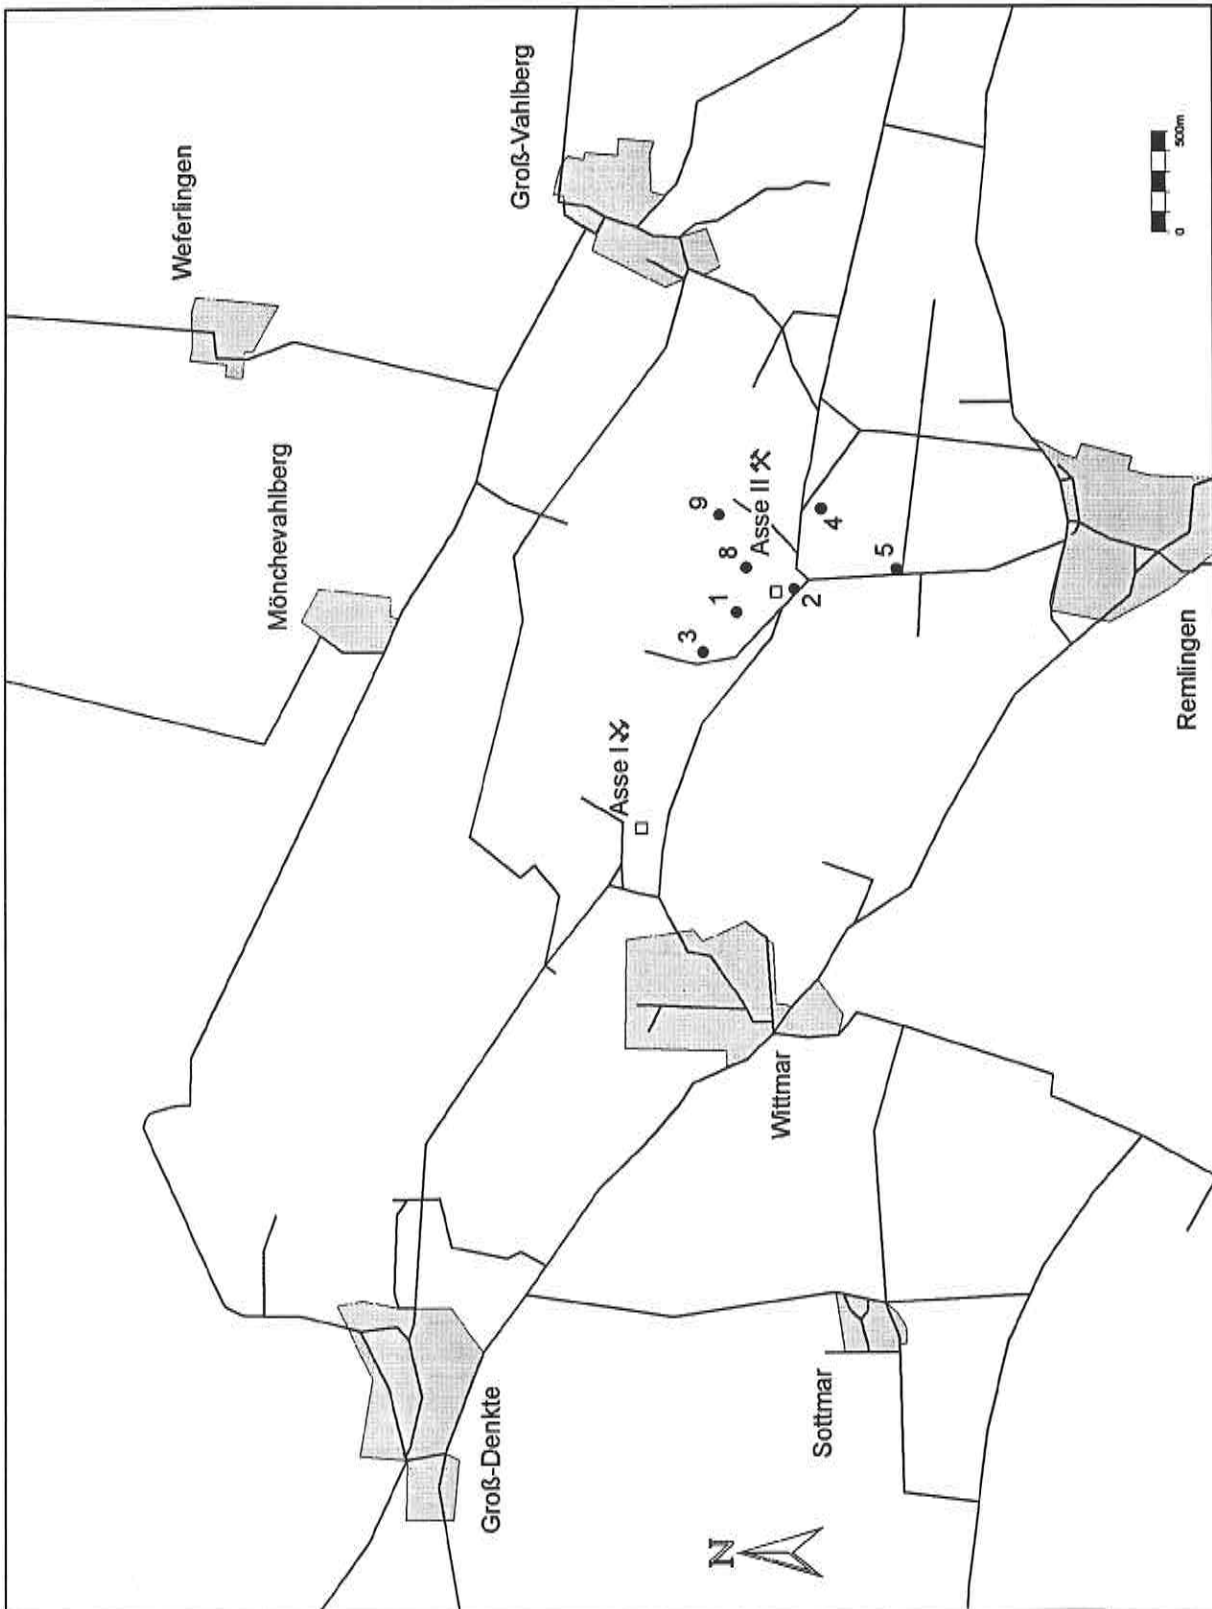 Weferlingen
Groß-Vahlberg
Mönchevahlberg
Asse I
3
1
8
9
Asse II
2
4
5
Groß-Denkte
Wittmar
Sottmar
Remlingen
N
0
500m